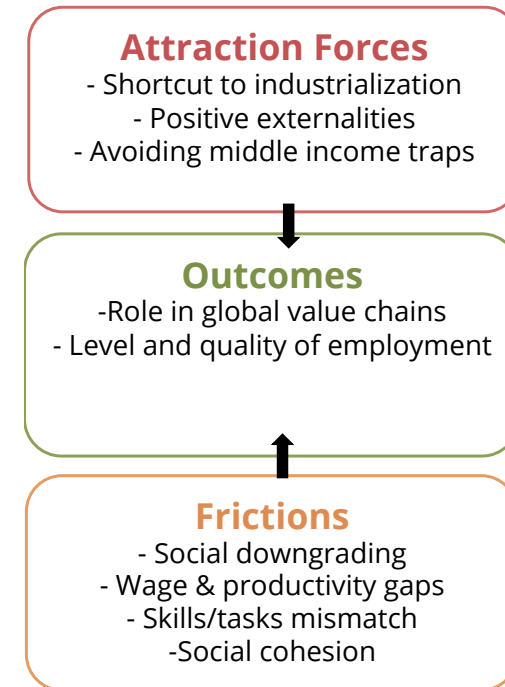 Attraction Forces
- Shortcut to industrialization
- Positive externalities
- Avoiding middle income traps
Outcomes
-Role in global value chains
- Level and quality of employment
Frictions
- Social downgrading
- Wage & productivity gaps
- Skills/tasks mismatch
-Social cohesion